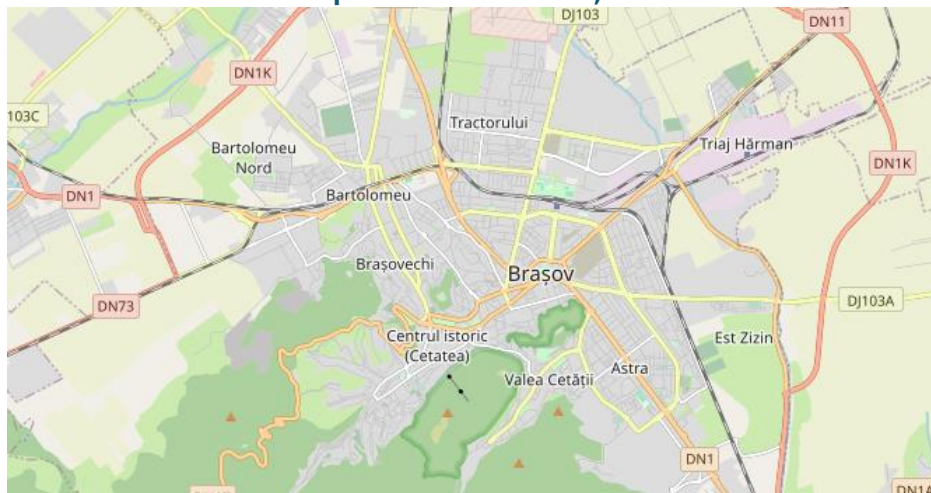 DJ103
DN11
DN1K
103C
Tractorului
Bartolomeu
Nord
Triaj Hărman
DN1K
DN1
Bartolomeu
Brașovechi
Brașov
DN73
DJ103A
Centrul istoric
(Cetatea)
Est Zizin
Valea Cetății
Astra
DN1
DN1A